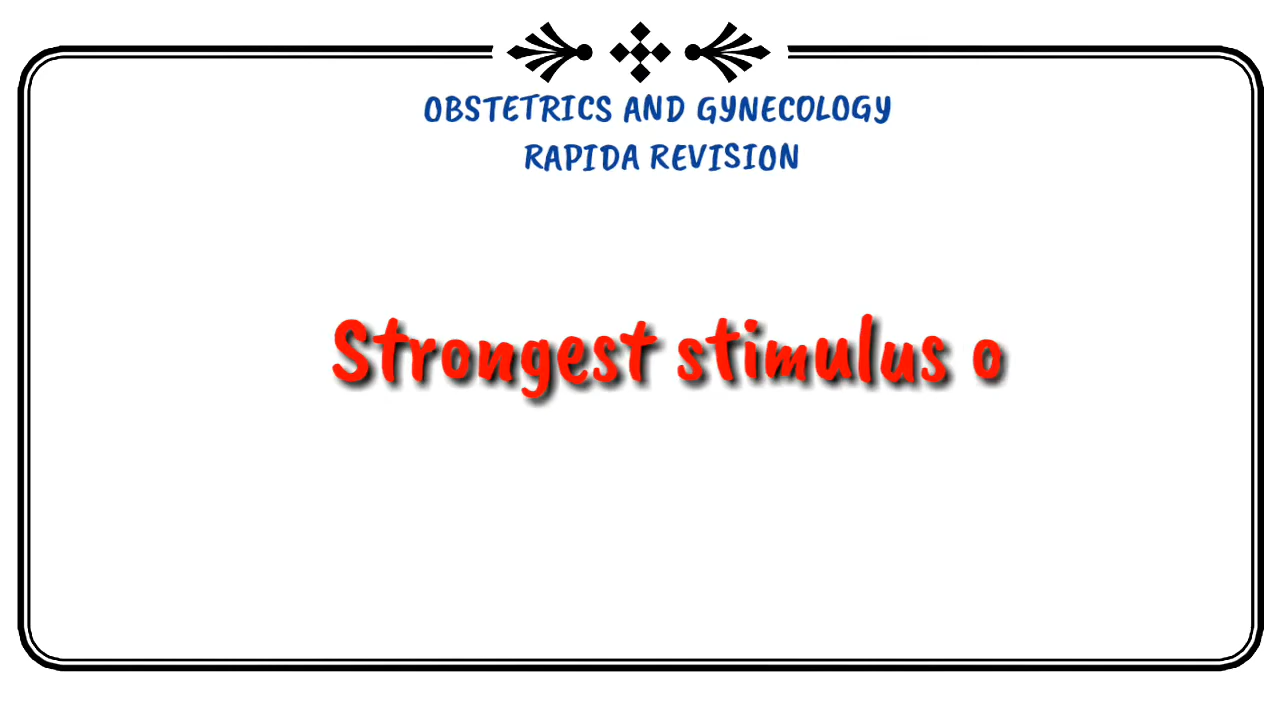 OBSTETRICS AND GYNECOLOGY
RAPIDA REVISION
Strongest stimulus o